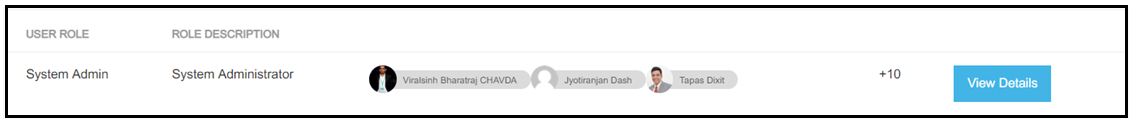 USER ROLE ROLE DESCRIPTION
System Admin System Administrator Viralsinh Bharatraj CHAVDA Jyotiranjan Dash Tapas Dixit +10 View Details